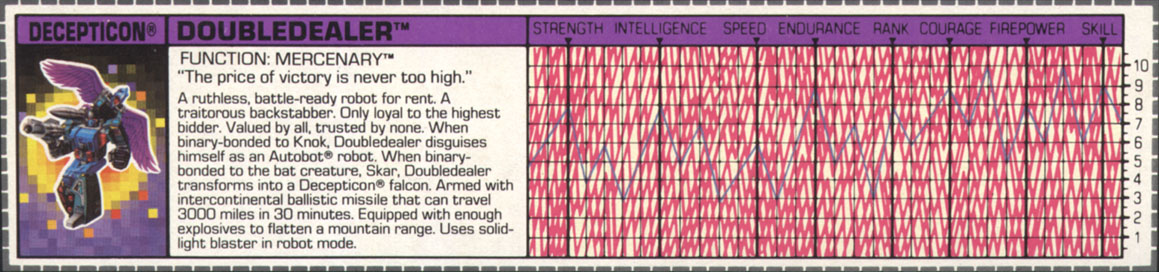 DECEPTICON® DOUBLEDEALER™ STRENGTH INTELLIGENCE SPEED ENDURANCE RANK COURAGE FIREPOWER SKILL
FUNCTION: MERCENARY™
"The price of victory is never too high."
A ruthless, battle-ready robot for rent. A
traitorous backstabber. Only loyal to the highest
bidder. Valued by all, trusted by none. When
binary-bonded to Knok, Doubledealer disguises
himself as an Autobot® robot. When binary-
bonded to the bat creature, Skar, Doubledealer
transforms into a Decepticon® falcon. Armed with
intercontinental ballistic missile that can travel
3000 miles in 30 minutes. Equipped with enough
explosives to flatten a mountain range. Uses solid-
light blaster in robot mode.
10
9
8
7
6
5
4
3
2
1